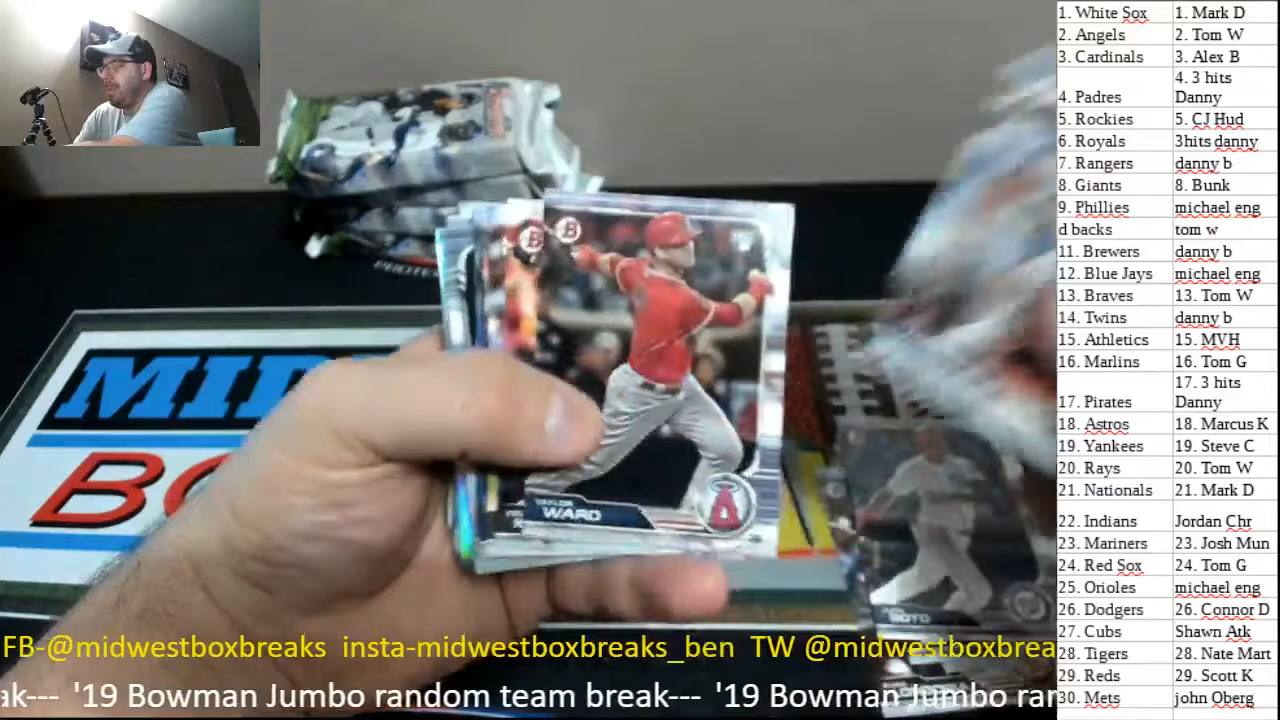 1. White Sox 1. Mark D
2. Angels 2. Tom W
3. Cardinals 3. Alex B
4. Padres 4. 3 hits Danny
5. Rockies 5. CJ Hud
6. Royals 3hits danny
7. Rangers danny b
8. Giants 8. Bunk
9. Phillies michael eng
d backs tom w
11. Brewers danny b
12. Blue Jays michael eng
13. Braves 13. Tom W
14. Twins danny b
15. Athletics 15. MVH
16. Marlins 16. Tom G
17. Pirates 17. 3 hits Danny
18. Astros 18. Marcus K
19. Yankees 19. Steve C
20. Rays 20. Tom W
21. Nationals 21. Mark D
22. Indians Jordan Chr
23. Mariners 23. Josh Mun
24. Red Sox 24. Tom G
25. Orioles michael eng
26. Dodgers 26. Connor D
27. Cubs Shawn Atk
28. Tigers 28. Nate Mart
29. Reds 29. Scott K
30. Mets john Oberg
B B
MID
BO
TAYLOR
WARD
A
SOTO
FB-@midwestboxbreaks insta-midwestboxbreaks_ben TW @midwestboxbrea
ak--- '19 Bowman Jumbo random team break--- '19 Bowman Jumbo rar